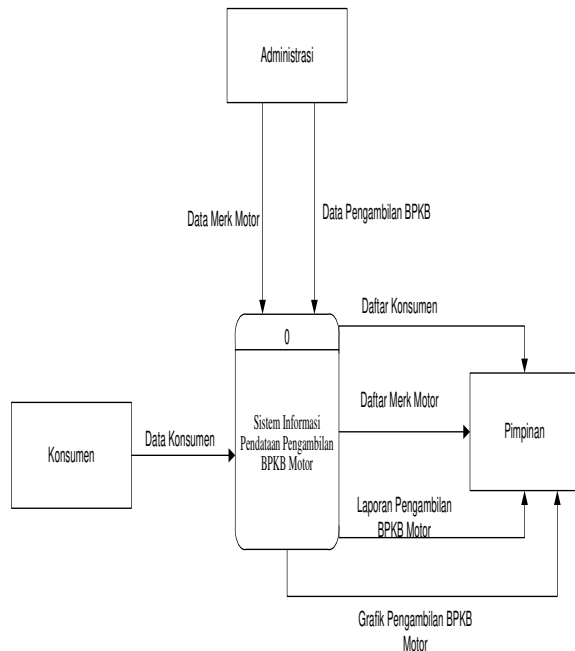 Administrasi
Data Merk Motor
Data Pengambilan BPKB
Daftar Konsumen
0
Daftar Merk Motor
Sistem Informasi
Pendataan Pengambilan
BPKB Motor
Pimpinan
Konsumen
Data Konsumen
Laporan Pengambilan
BPKB Motor
Grafik Pengambilan BPKB
Motor